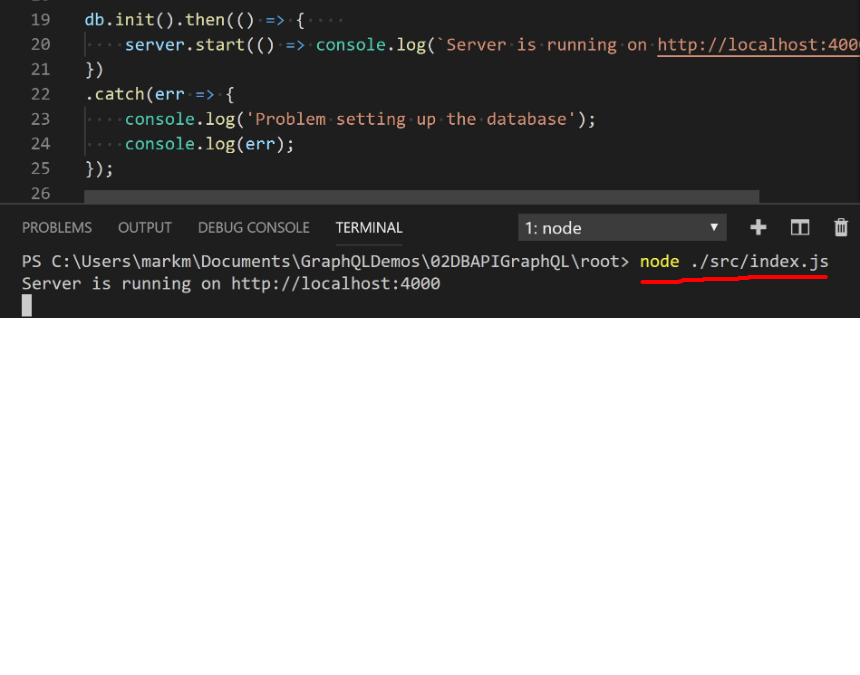 19 db.init().then(() => {
20 server.start(() => console.log(`Server is running on http://localhost:400
21 })
22 .catch(err => {
23 console.log('Problem setting up the database');
24 console.log(err);
25 });
26
PROBLEMS OUTPUT DEBUG CONSOLE TERMINAL 1: node
PS C:\Users\markm\Documents\GraphQLDemos\02DBAPIGraphQL\root> node ./src/index.js
Server is running on http://localhost:4000